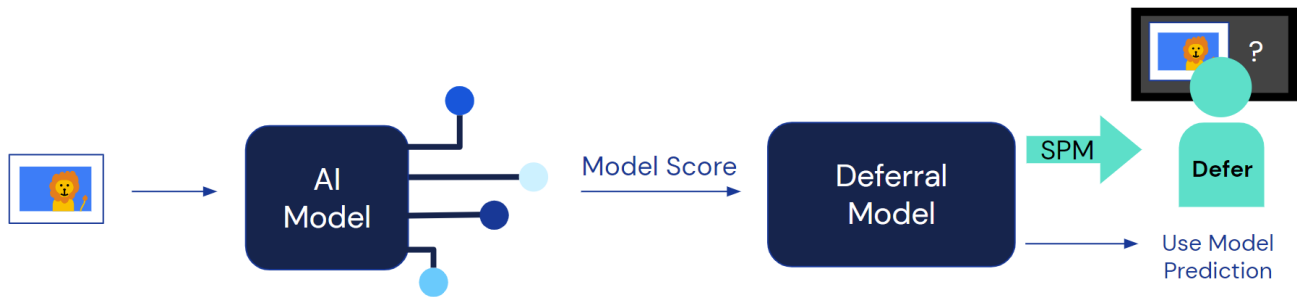 AI
Model
Model Score
Deferral
Model
SPM
?
Defer
Use Model
Prediction